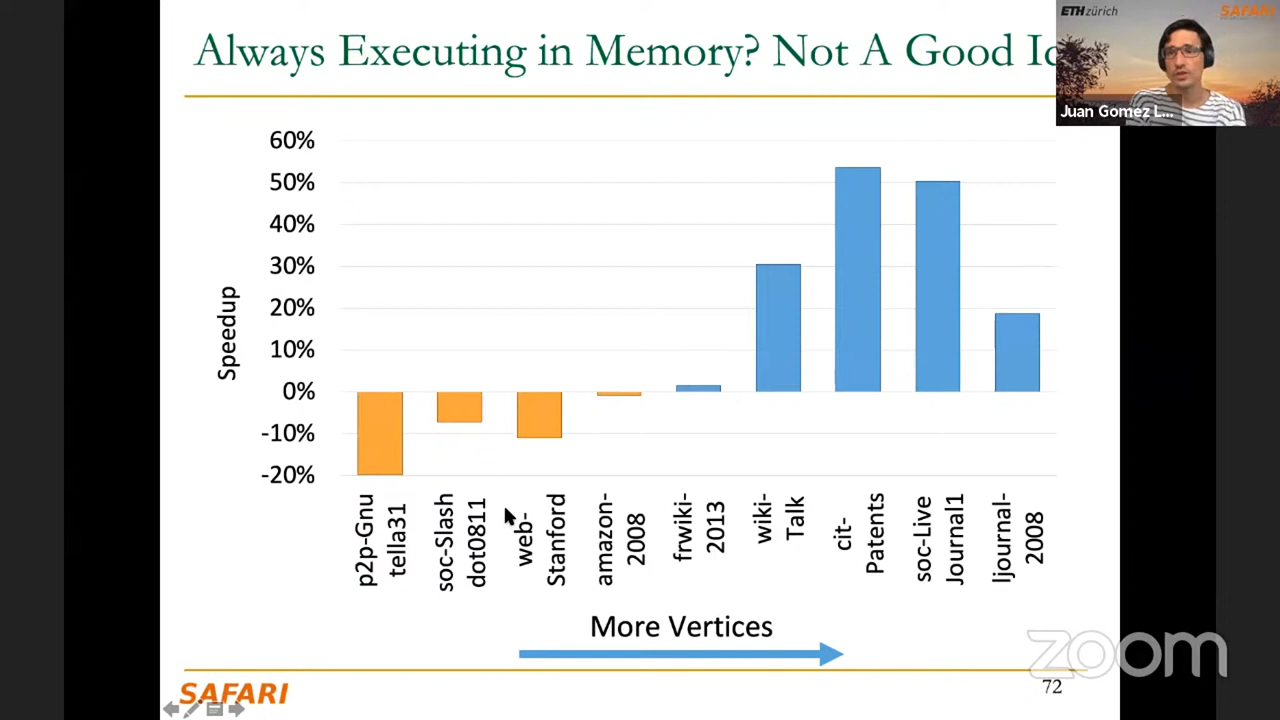 Always Executing in Memory? Not A Good
ETH zürich
SAFARI
Juan Gomez L...
60%
50%
40%
30%
20%
10%
0%
-10%
-20%
Speedup
p2p-Gnu
tella31
soc-Slash
dot0811
web-
Stanford
amazon-
2008
frwiki-
2013
wiki-
Talk
cit-
Patents
soc-Live
Journal1
ljournal-
2008
More Vertices
zoom
SAFARI
72